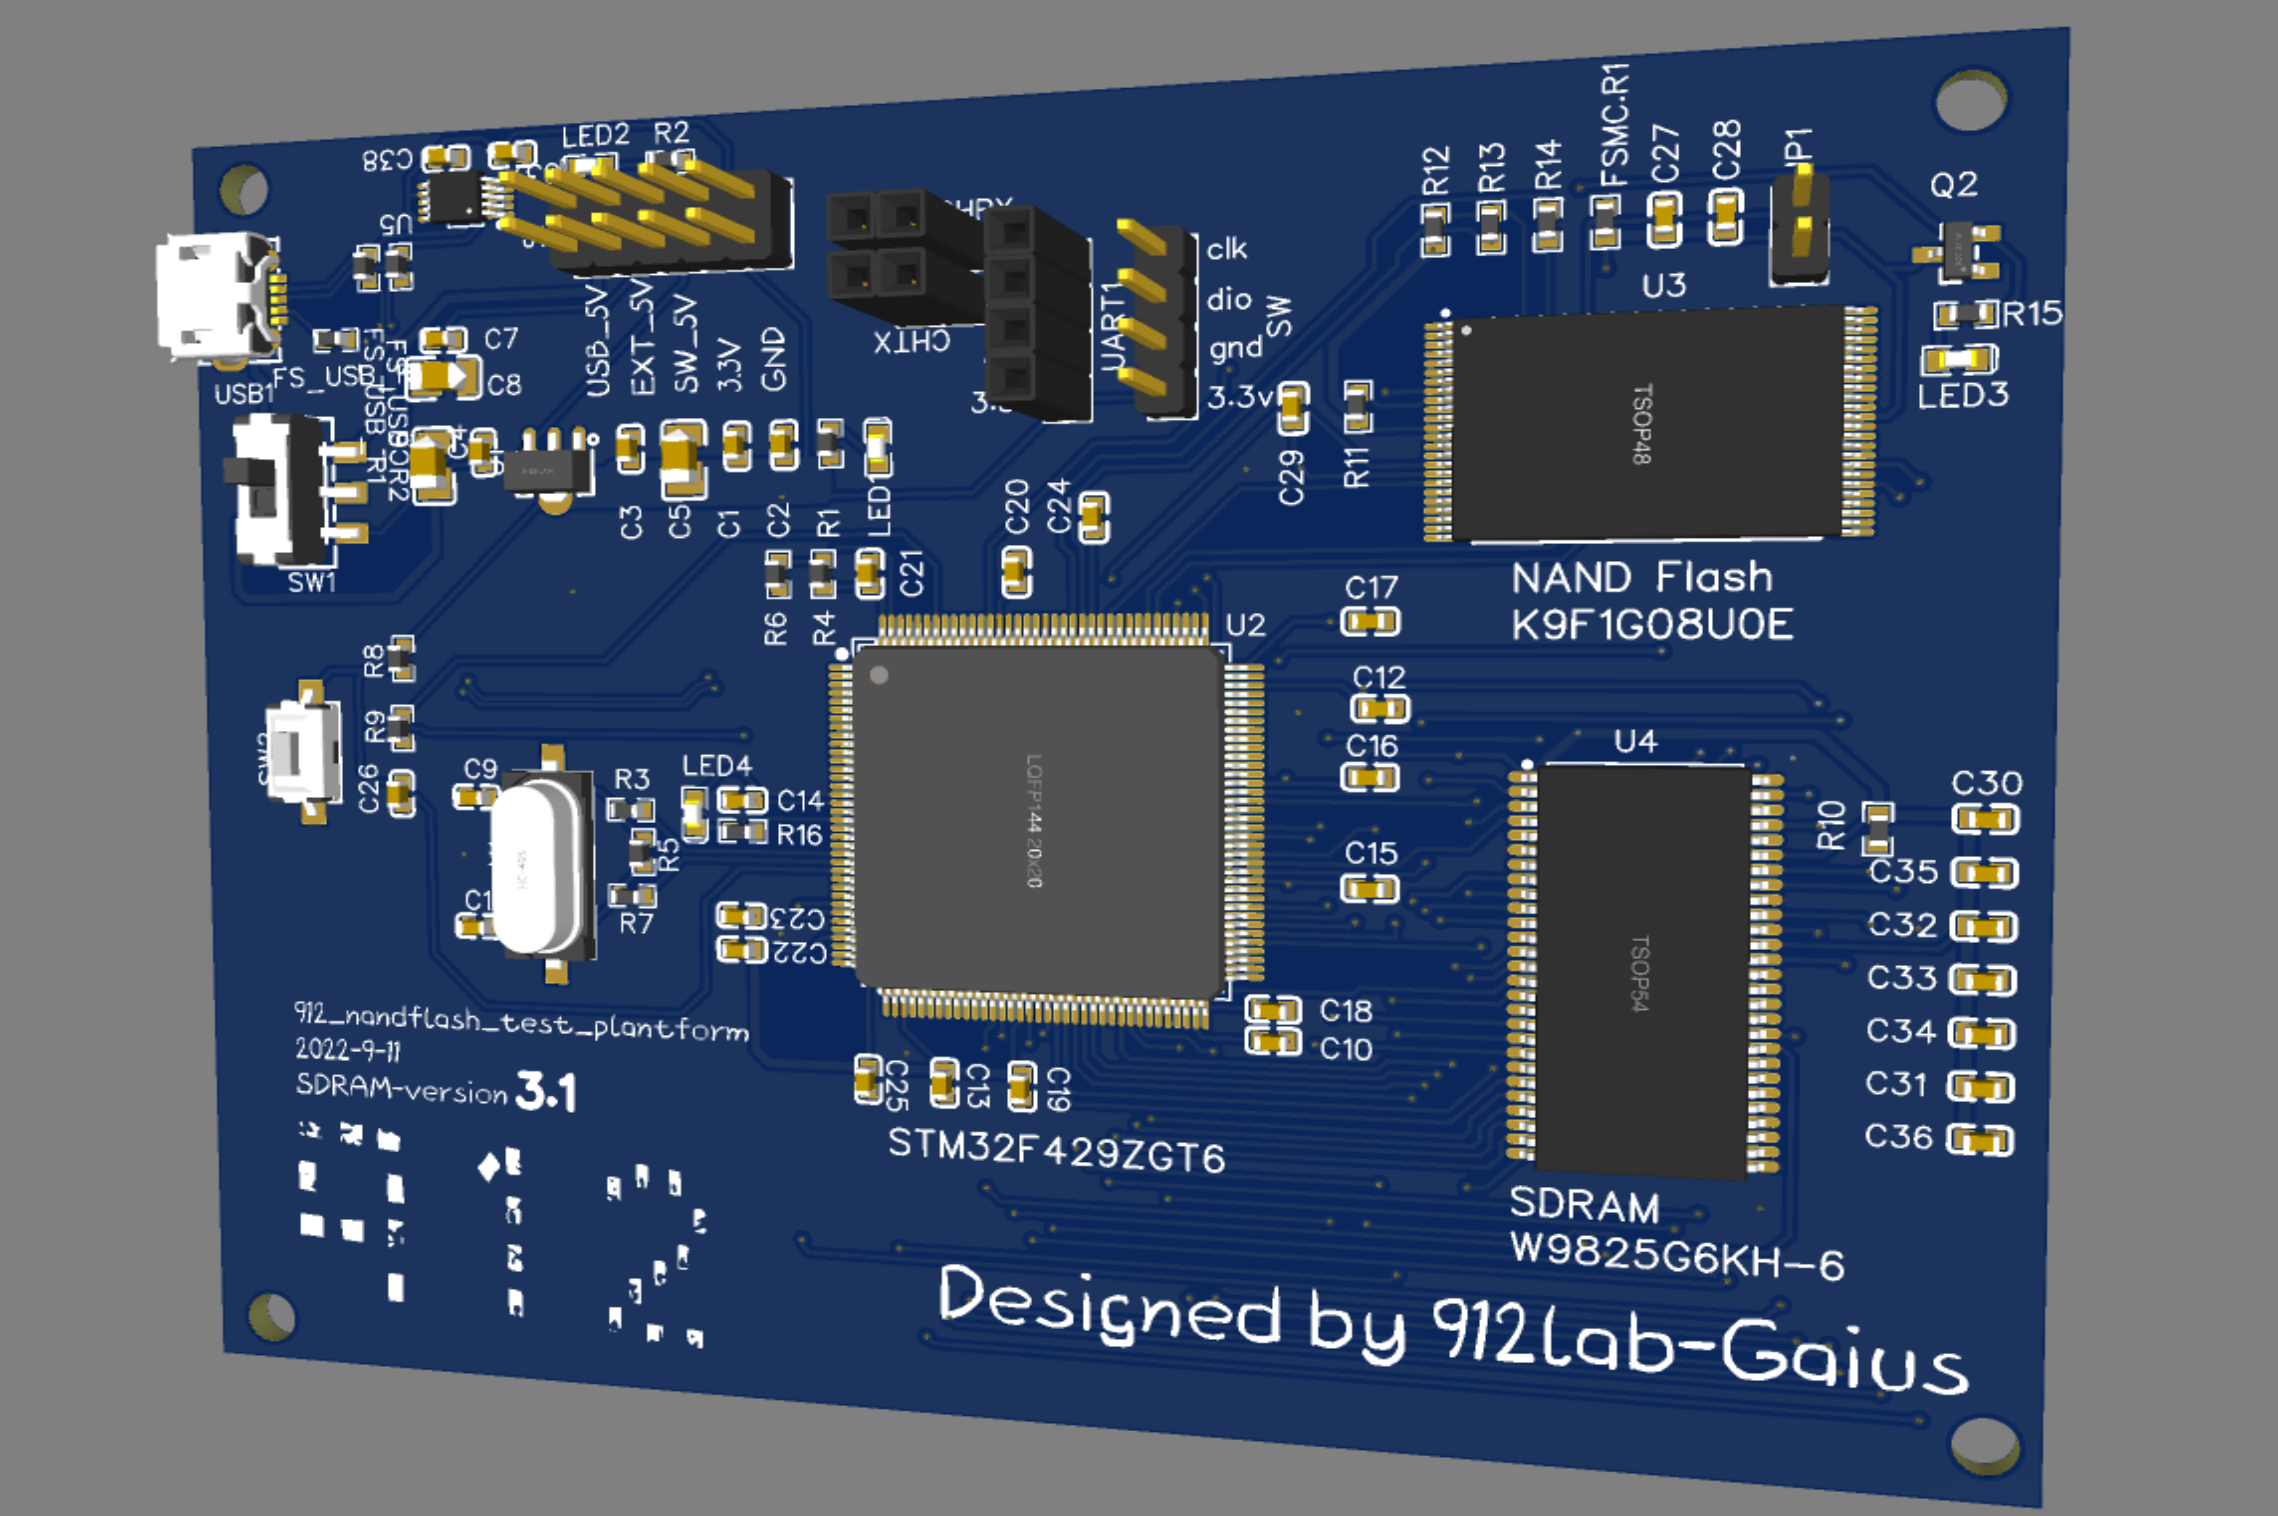 LED2
R2
C38
U5
USB_5V
EXT_5V
SW_5V
3.3V
GND
CHTX
UART1
clk
dio
gnd
3.3v
SW
R12
R13
R14
FSMC.R1
C27
C28
Q2
R15
LED3
U3
TSOP48
NAND Flash
K9F1G08U0E
USB1
C7
C8
SW1
C3
C5
C1
C2
R1
LED1
C20
C24
C29
R11
R6
R4
C21
U2
C17
C12
C16
C15
LQFP144 20x20
R8
R9
C26
C9
R3
LED4
C14
R16
R5
R7
C23
C22
C18
C10
C25
C13
C19
STM32F429ZGT6
U4
TSOP54
R10
C30
C35
C32
C33
C34
C31
C36
SDRAM
W9825G6KH-6
912_nandflash_test_plantform
2022-9-11
SDRAM-version 3.1
912
Designed by 912lab-Gaius